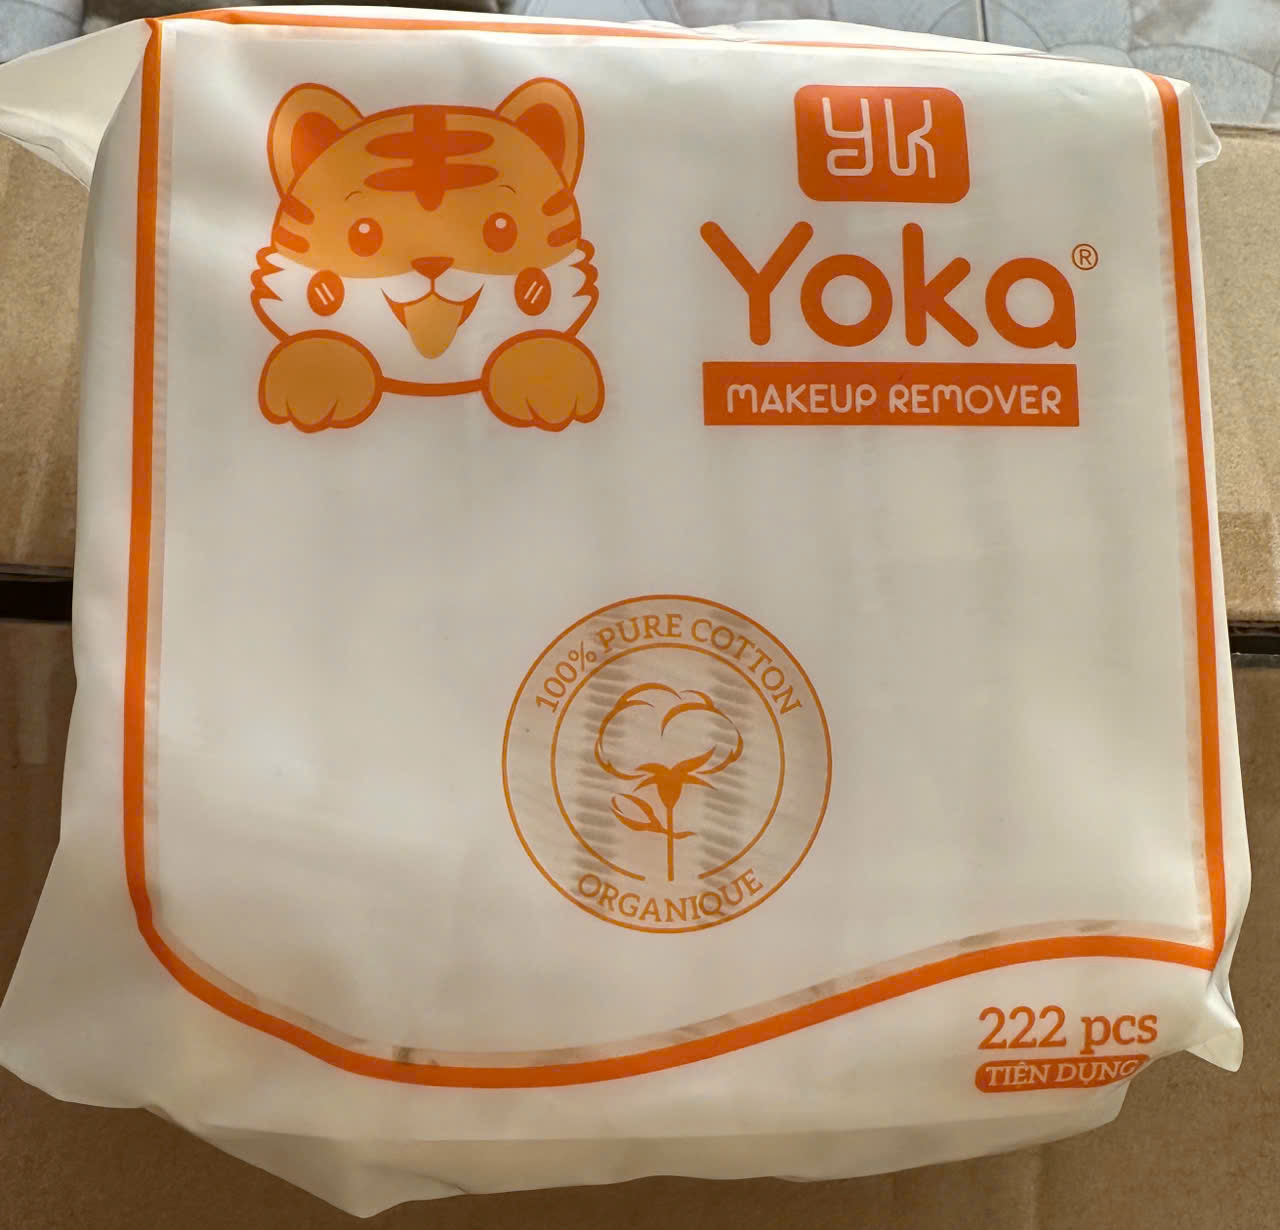 YK
Yoka®
MAKEUP REMOVER
100% PURE COTTON
ORGANIQUE
222 pcs
TIỆN DỤNG